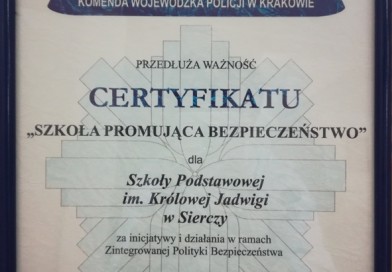 KOMENDA WOJEWÓDZKA POLICJI W KRAKOWIE
PRZEDŁUŻA WAŻNOŚĆ
CERTYFIKATU
„SZKOŁA PROMUJĄCA BEZPIECZEŃSTWO”
dla
Szkoły Podstawowej
im. Królowej Jadwigi
w Sierczy
za inicjatywy i działania w ramach
Zintegrowanej Polityki Bezpieczeństwa